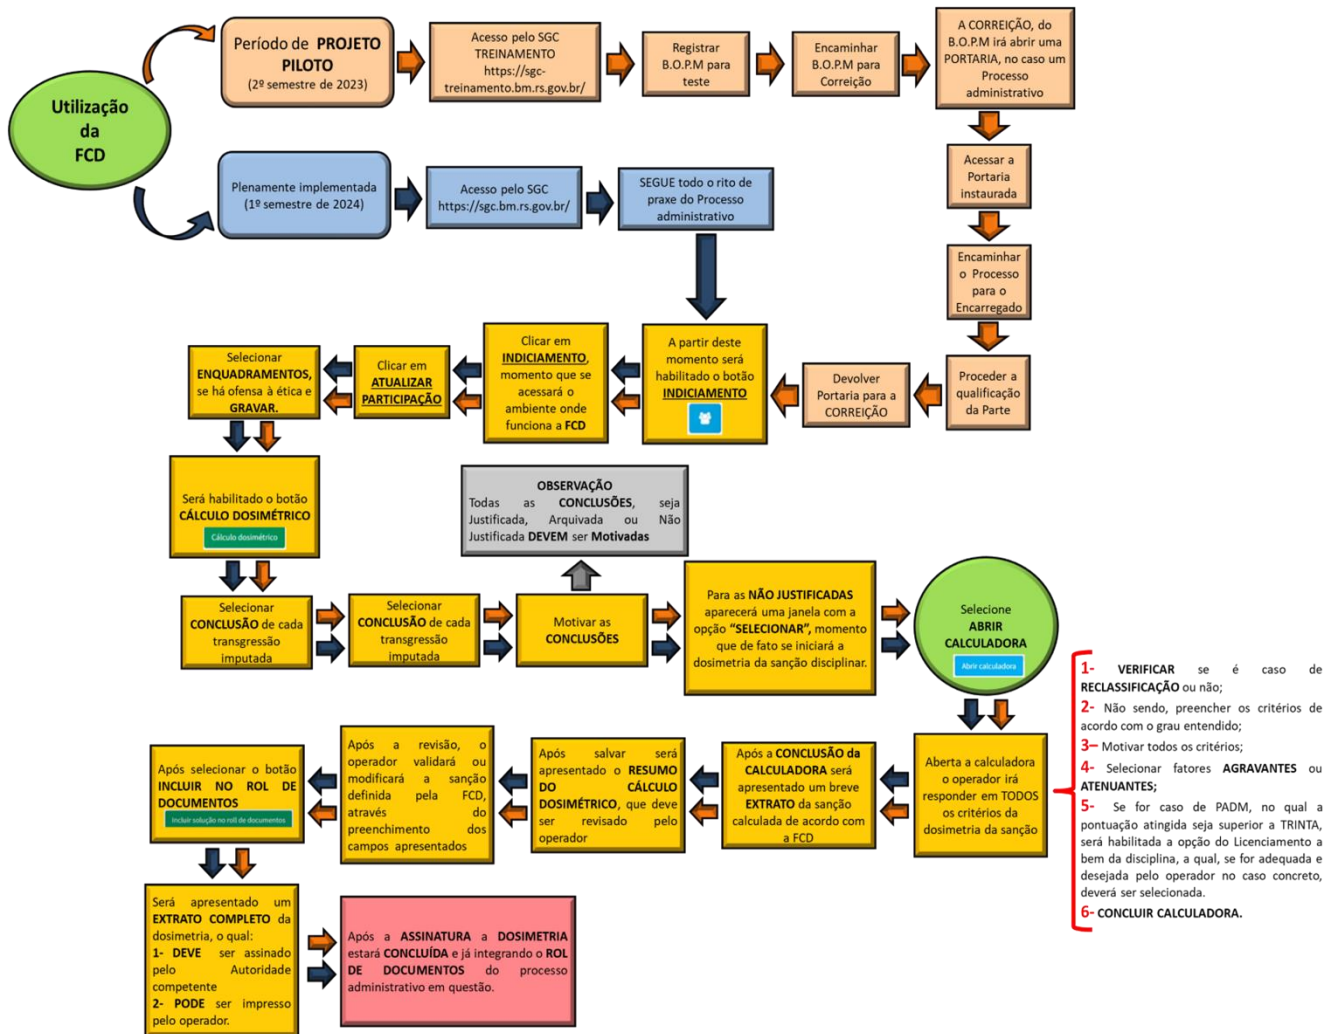 Utilização
da
FCD
Período de PROJETO
PILOTO
(2º semestre de 2023)
Acesso pelo SGC
TREINAMENTO
https://sgc-
treinamento.bm.rs.gov.br/
Registrar
B.O.P.M para
teste
Encaminhar
B.O.P.M para
Correição
A CORREIÇÃO, do
B.O.P.M irá abrir uma
PORTARIA, no caso um
Processo
administrativo
Acessar a
Portaria
instaurada
Encaminhar
o Processo
para o
Encarregado
Proceder a
qualificação
da Parte
Devolver
Portaria para a
CORREIÇÃO
Plenamente implementada
(1º semestre de 2024)
Acesso pelo SGC
https://sgc.bm.rs.gov.br/
SEGUE todo o rito de
praxe do Processo
administrativo
A partir deste
momento será
habilitado o botão
INDICIAMENTO
Clicar em
INDICIAMENTO,
momento que se
acessará o
ambiente onde
funciona a FCD
Clicar em
ATUALIZAR
PARTICIPAÇÃO
Selecionar
ENQUADRAMENTOS,
se há ofensa à ética e
GRAVAR.
Será habilitado o botão
CÁLCULO DOSIMÉTRICO
Cálculo dosimétrico
Selecionar
CONCLUSÃO de cada
transgressão
imputada
Selecionar
CONCLUSÃO de cada
transgressão
imputada
Motivar as
CONCLUSÕES
OBSERVAÇÃO
Todas as CONCLUSÕES, seja
Justificada, Arquivada ou Não
Justificada DEVEM ser Motivadas
Para as NÃO JUSTIFICADAS
aparecerá uma janela com a
opção “SELECIONAR”, momento
que de fato se iniciará a
dosimetria da sanção disciplinar.
Selecione
ABRIR
CALCULADORA
Abrir calculadora
Aberta a calculadora
o operador irá
responder em TODOS
os critérios da
dosimetria da sanção
1- VERIFICAR se é caso de
RECLASSIFICAÇÃO ou não;
2- Não sendo, preencher os critérios de
acordo com o grau entendido;
3– Motivar todos os critérios;
4- Selecionar fatores AGRAVANTES ou
ATENUANTES;
5- Se for caso de PADM, no qual a
pontuação atingida seja superior a TRINTA,
será habilitada a opção do Licenciamento a
bem da disciplina, a qual, se for adequada e
desejada pelo operador no caso concreto,
deverá ser selecionada.
6- CONCLUIR CALCULADORA.
Após a CONCLUSÃO da
CALCULADORA será
apresentado um breve
EXTRATO da sanção
calculada de acordo com
a FCD
Após salvar será
apresentado o RESUMO
DO CÁLCULO
DOSIMÉTRICO, que deve
ser revisado pelo
operador
Após a revisão, o
operador validará ou
modificará a sanção
definida pela FCD,
através do
preenchimento dos
campos apresentados
Após selecionar o botão
INCLUIR NO ROL DE
DOCUMENTOS
Incluir solução no roll de documentos
Será apresentado um
EXTRATO COMPLETO da
dosimetria, o qual:
1- DEVE ser assinado
pelo Autoridade
competente
2- PODE ser impresso
pelo operador.
Após a ASSINATURA a DOSIMETRIA
estará CONCLUÍDA e já integrando o ROL
DE DOCUMENTOS do processo
administrativo em questão.